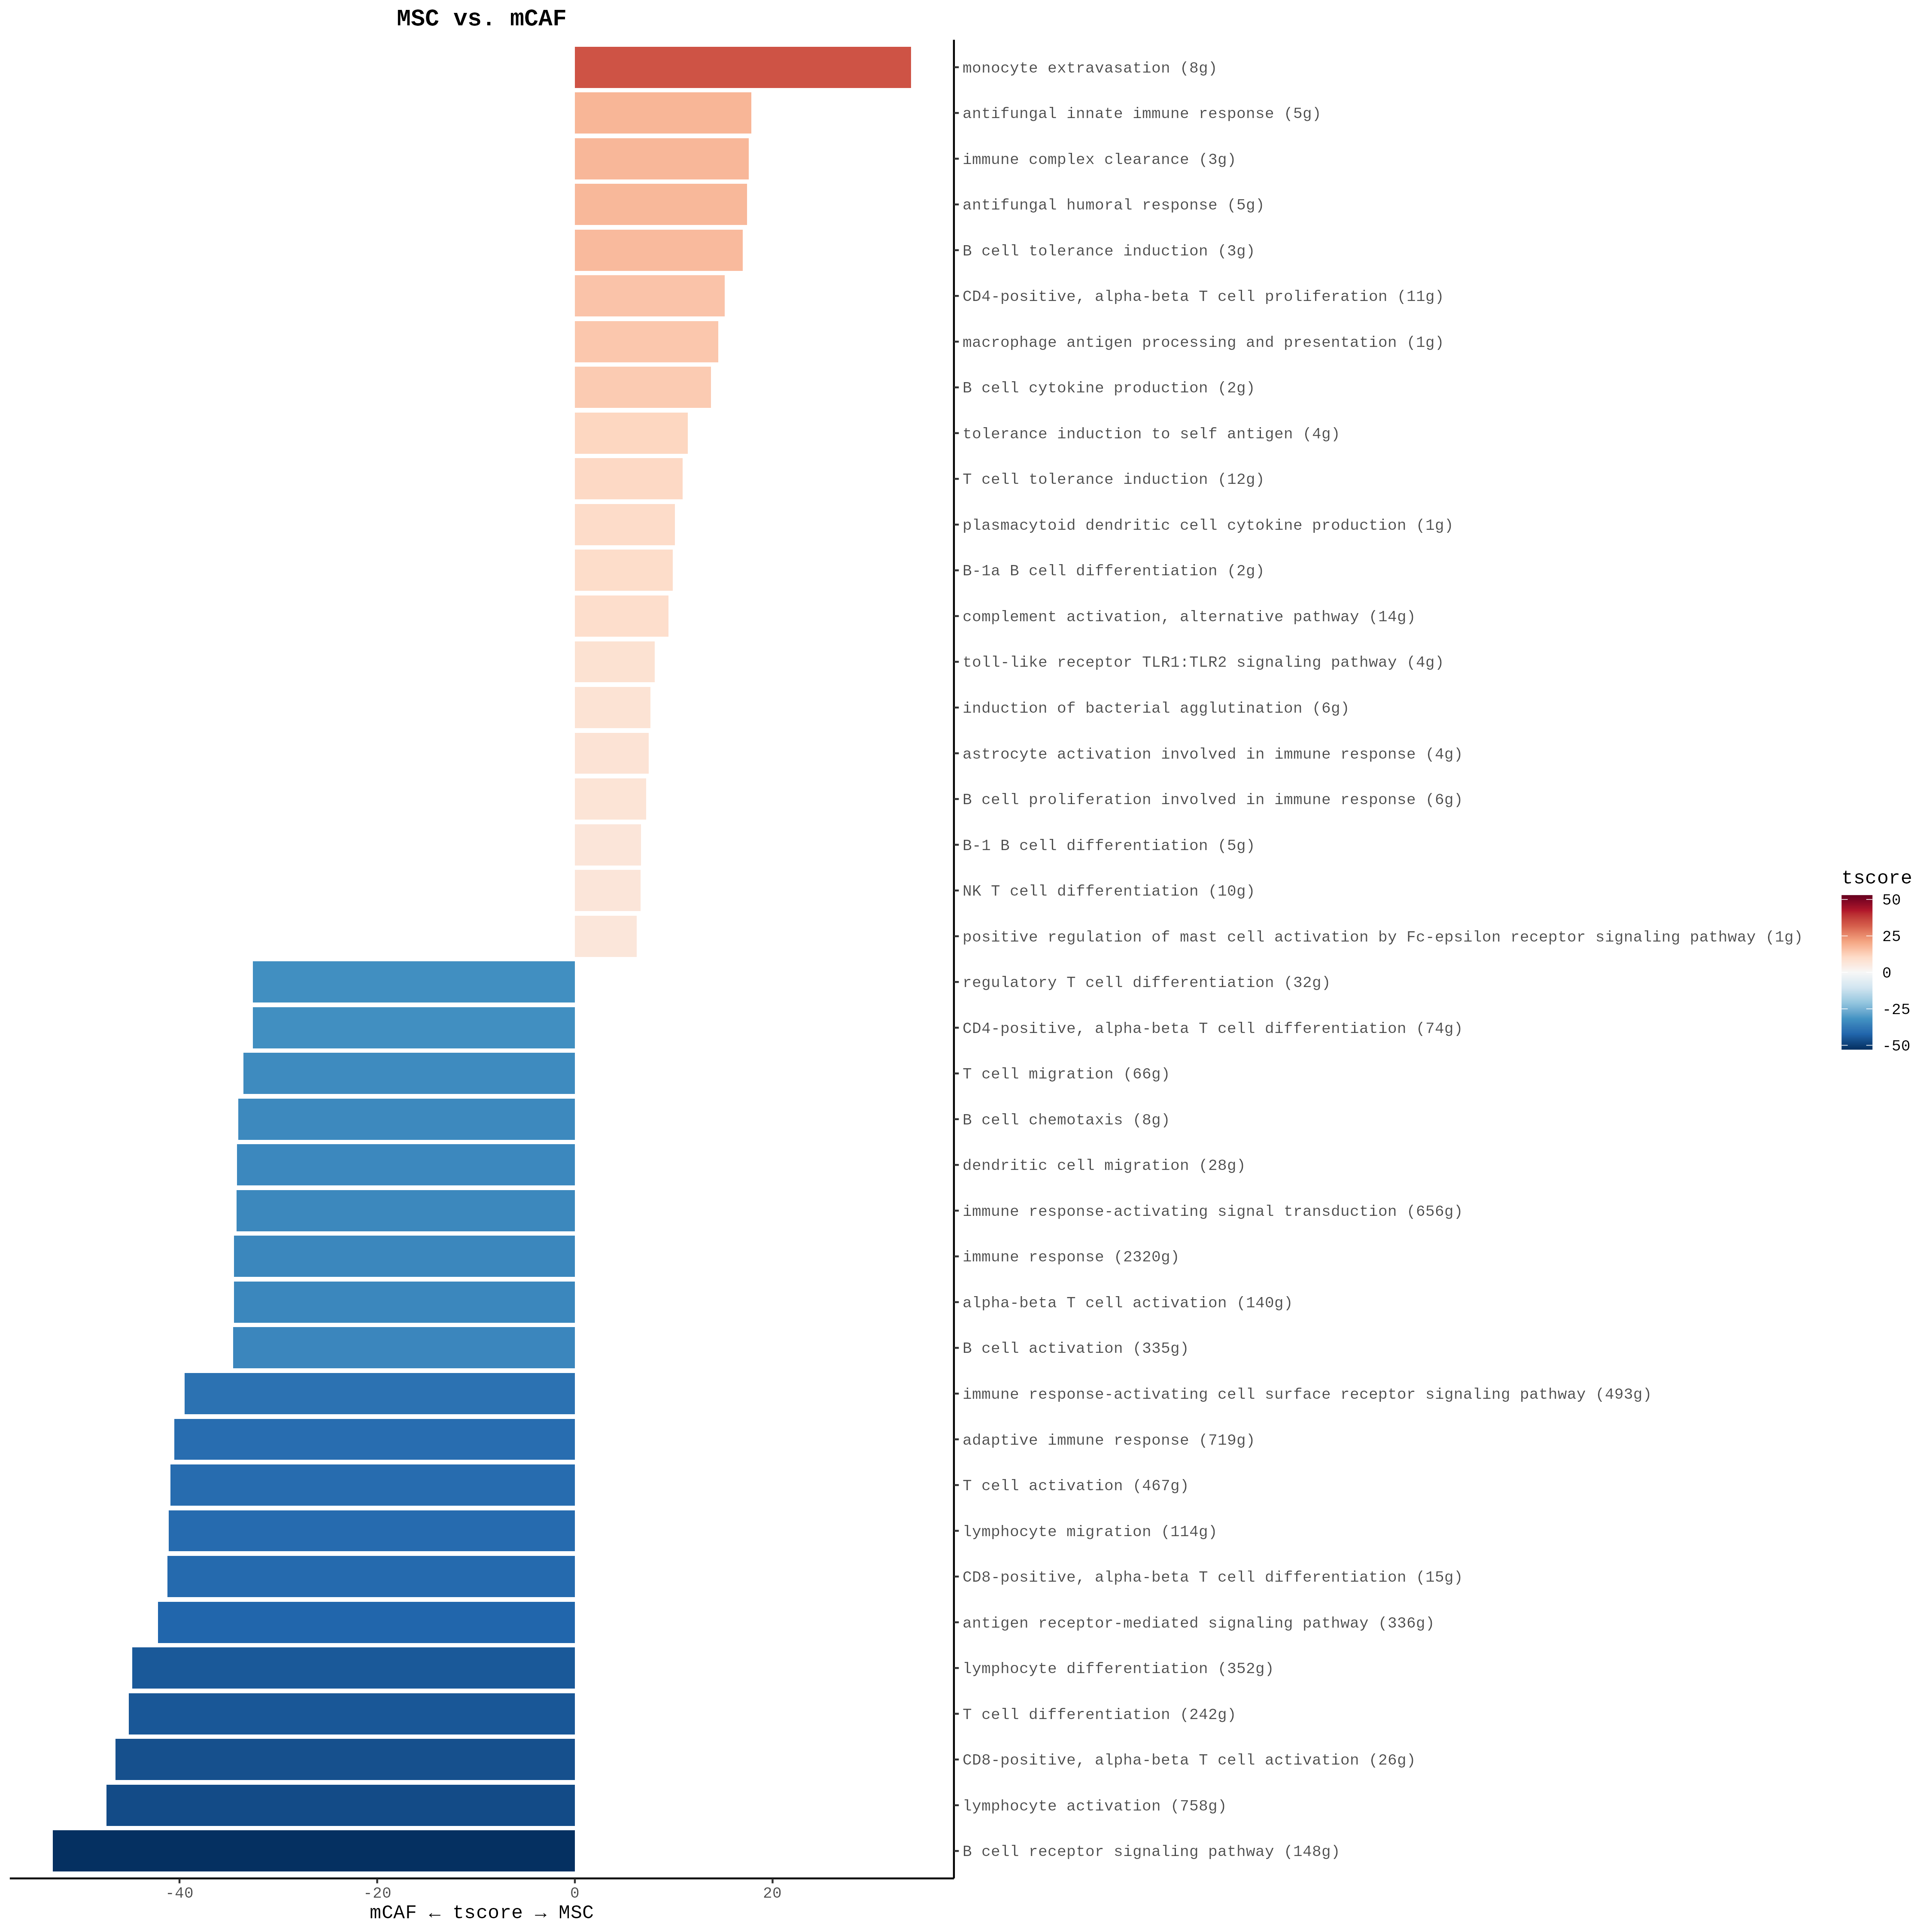 MSC vs. mCAF
monocyte extravasation (8g)
antifungal innate immune response (5g)
immune complex clearance (3g)
antifungal humoral response (5g)
B cell tolerance induction (3g)
CD4-positive, alpha-beta T cell proliferation (11g)
macrophage antigen processing and presentation (1g)
B cell cytokine production (2g)
tolerance induction to self antigen (4g)
T cell tolerance induction (12g)
plasmacytoid dendritic cell cytokine production (1g)
B-1a B cell differentiation (2g)
complement activation, alternative pathway (14g)
toll-like receptor TLR1:TLR2 signaling pathway (4g)
induction of bacterial agglutination (6g)
astrocyte activation involved in immune response (4g)
B cell proliferation involved in immune response (6g)
B-1 B cell differentiation (5g)
NK T cell differentiation (10g)
positive regulation of mast cell activation by Fc-epsilon receptor signaling pathway (1g)
regulatory T cell differentiation (32g)
CD4-positive, alpha-beta T cell differentiation (74g)
T cell migration (66g)
B cell chemotaxis (8g)
dendritic cell migration (28g)
immune response-activating signal transduction (656g)
immune response (2320g)
alpha-beta T cell activation (140g)
B cell activation (335g)
immune response-activating cell surface receptor signaling pathway (493g)
adaptive immune response (719g)
T cell activation (467g)
lymphocyte migration (114g)
CD8-positive, alpha-beta T cell differentiation (15g)
antigen receptor-mediated signaling pathway (336g)
lymphocyte differentiation (352g)
T cell differentiation (242g)
CD8-positive, alpha-beta T cell activation (26g)
lymphocyte activation (758g)
B cell receptor signaling pathway (148g)
-40 -20 0 20
mCAF ← tscore → MSC
tscore
50
25
0
-25
-50